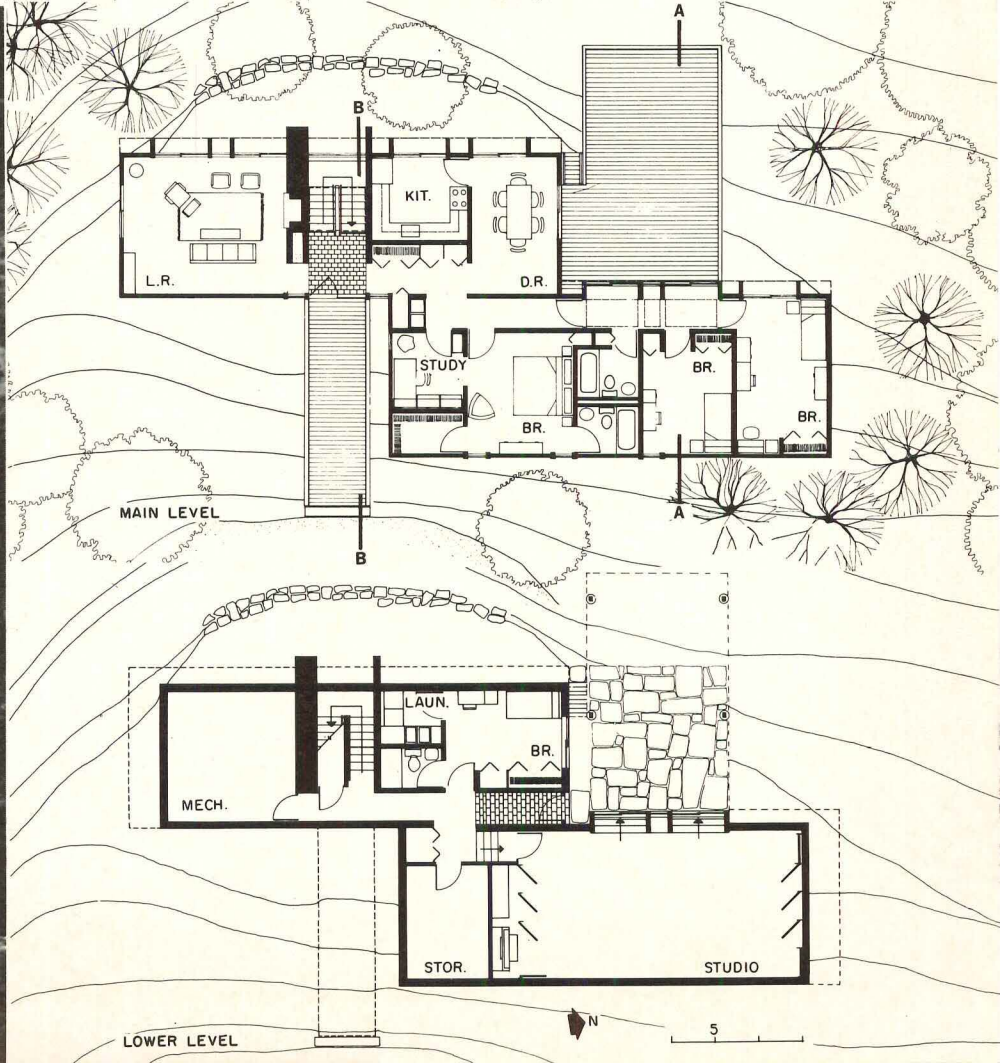 A
B
KIT.
L.R.
D.R.
STUDY
BR.
BR.
BR.
MAIN LEVEL
A
B
LAUN.
BR.
MECH.
STOR.
STUDIO
N
5
LOWER LEVEL